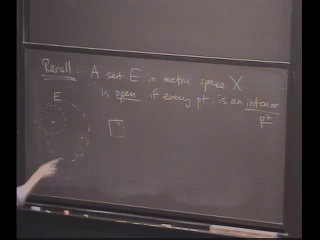 Recall: A set E in metric space X
is open if every pt. is an interior
pt
E